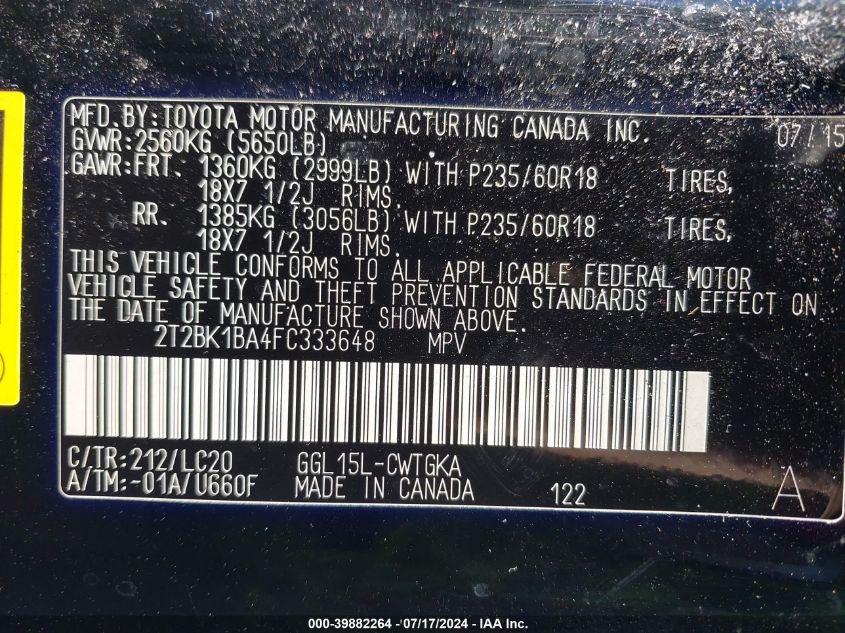 MFD. BY: TOYOTA MOTOR MANUFACTURING CANADA INC. 07/15
GVWR: 2560KG (5650LB)
GAWR: FRT. 1360KG (2999LB) WITH P235/60R18 TIRES,
18X7 1/2J RIMS.
RR. 1385KG (3056LB) WITH P235/60R18 TIRES,
18X7 1/2J RIMS.
THIS VEHICLE CONFORMS TO ALL APPLICABLE FEDERAL MOTOR
VEHICLE SAFETY AND THEFT PREVENTION STANDARDS IN EFFECT ON
THE DATE OF MANUFACTURE SHOWN ABOVE.
2T2BK1BA4FC333648 MPV
C/TR: 212/LC20 GGL15L-CWTGKA
A/TM: -01A/U660F MADE IN CANADA 122 A
000-39882264 / 07/17/2024 - IAA Inc.